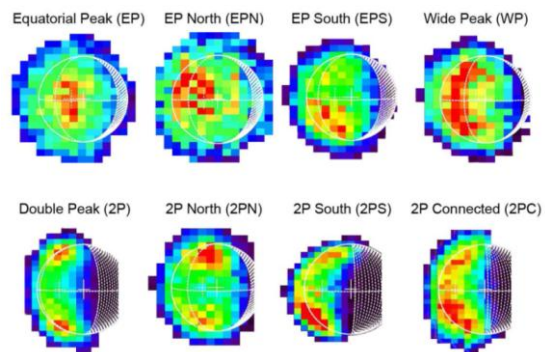 Equatorial Peak (EP)
EP North (EPN)
EP South (EPS)
Wide Peak (WP)
Double Peak (2P)
2P North (2PN)
2P South (2PS)
2P Connected (2PC)